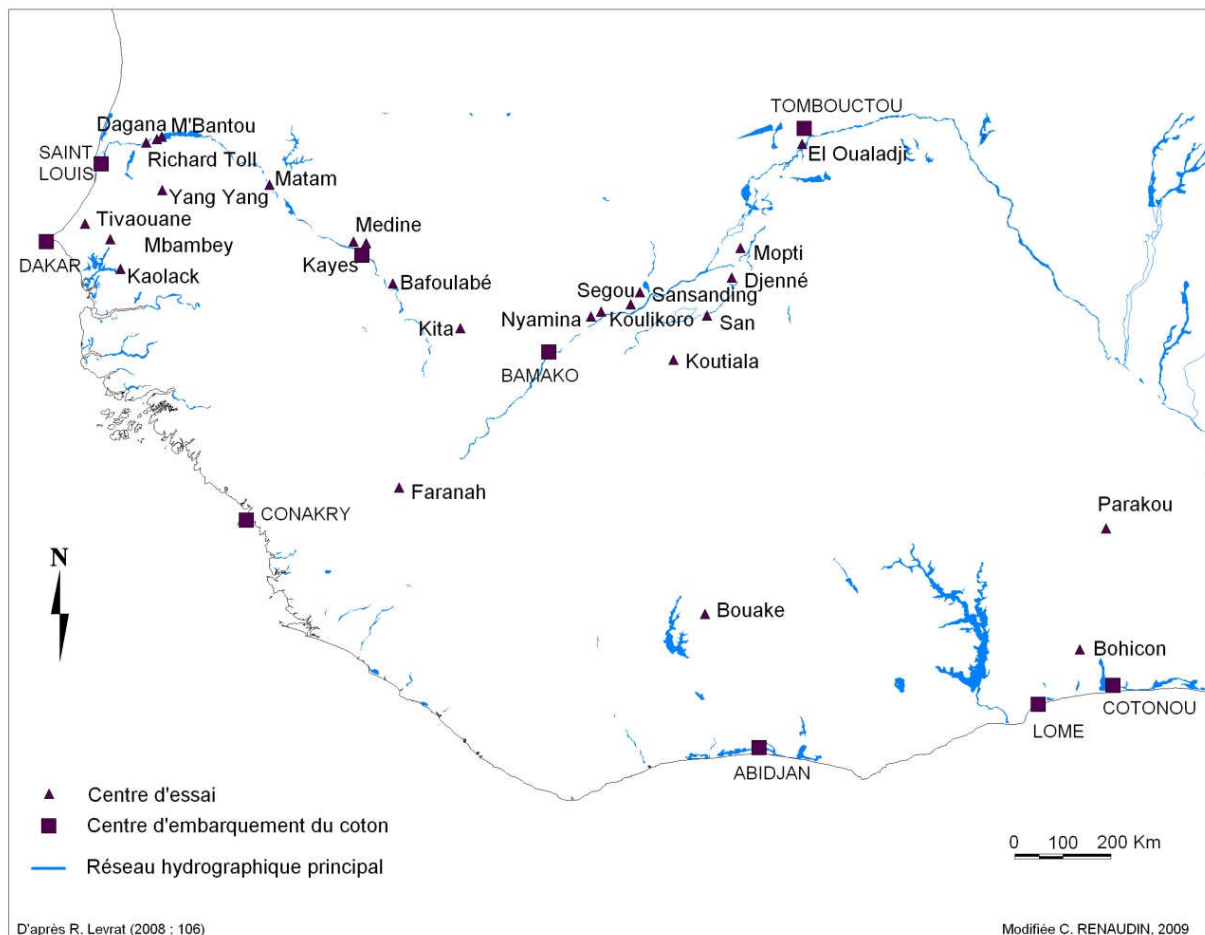 TOMBOUCTOU
Dagana M'Bantou
SAINT
LOUIS
Richard Toll
El Oualadji
Matam
Yang Yang
Tivaouane
Medine
Mbambey
Mopti
DAKAR
Kayes
Kaolack
Bafoulabé
Djenné
Segou
Sansanding
Nyamina
Koulikoro
San
Kita
BAMAKO
Koutiala
Faranah
Parakou
CONAKRY
N
Bouake
Bohicon
COTONOU
LOME
ABIDJAN
Centre d'essai
Centre d'embarquement du coton
Réseau hydrographique principal
0 100 200 Km
D'après R. Levrat (2008 : 106)
Modifiée C. RENAUDIN, 2009